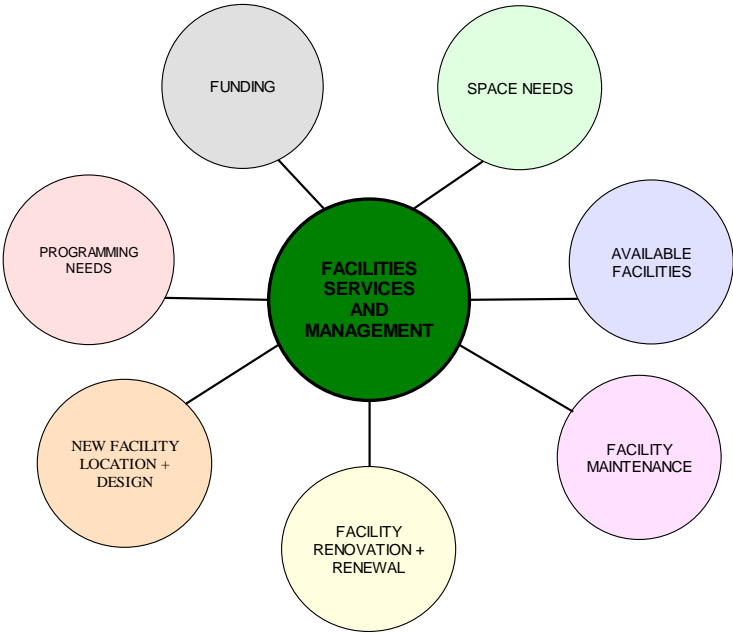 FUNDING
SPACE NEEDS
PROGRAMMING
NEEDS
FACILITIES
SERVICES
AND
MANAGEMENT
AVAILABLE
FACILITIES
NEW FACILITY
LOCATION +
DESIGN
FACILITY
MAINTENANCE
FACILITY
RENOVATION +
RENEWAL